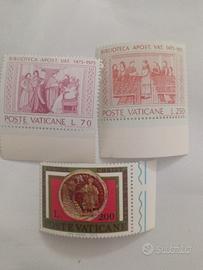 BIBLIOTECA APOST. VAT. 1475-1975
POSTE VATICANE L. 70
BIBLIOTECA APOST. VAT. 1475-1975
POSTE VATICANE L. 250
L. 200
POSTE VATICANE
subito